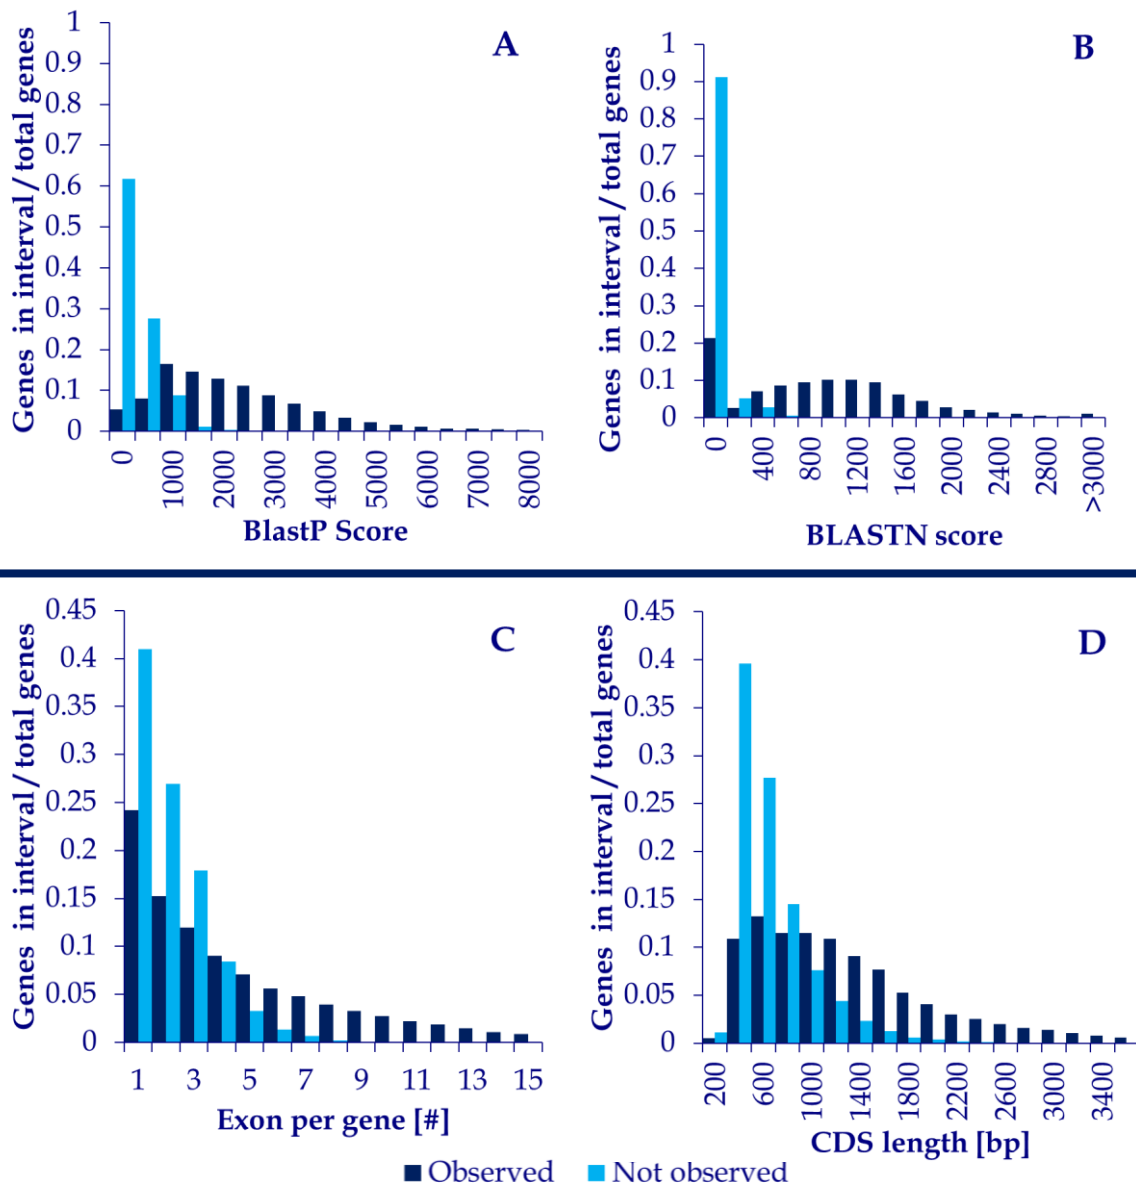 A
Genes in interval / total genes
1
0.9
0.8
0.7
0.6
0.5
0.4
0.3
0.2
0.1
0
0 1000 2000 3000 4000 5000 6000 7000 8000
BlastP Score
B
Genes in interval / total genes
1
0.9
0.8
0.7
0.6
0.5
0.4
0.3
0.2
0.1
0
0 400 800 1200 1600 2000 2400 2800 >3000
BLASTN score
C
Genes in interval / total genes
0.45
0.4
0.35
0.3
0.25
0.2
0.15
0.1
0.05
0
1 3 5 7 9 11 13 15
Exon per gene [#]
D
Genes in interval / total genes
0.45
0.4
0.35
0.3
0.25
0.2
0.15
0.1
0.05
0
200 600 1000 1400 1800 2200 2600 3000 3400
CDS length [bp]
Observed Not observed